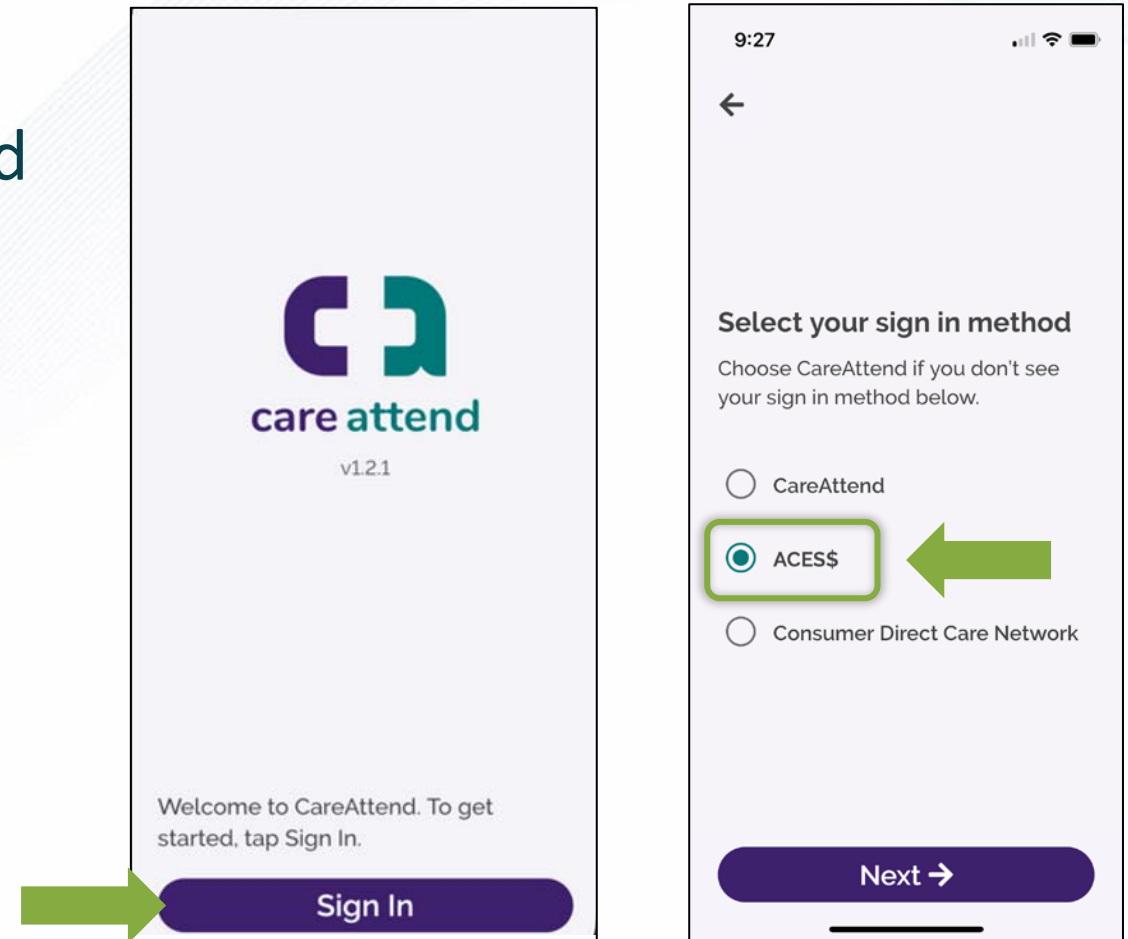 d
care attend
v1.2.1
Welcome to CareAttend. To get
started, tap Sign In.
Sign In
9:27
Select your sign in method
Choose CareAttend if you don't see
your sign in method below.
CareAttend
ACES$
Consumer Direct Care Network
Next →